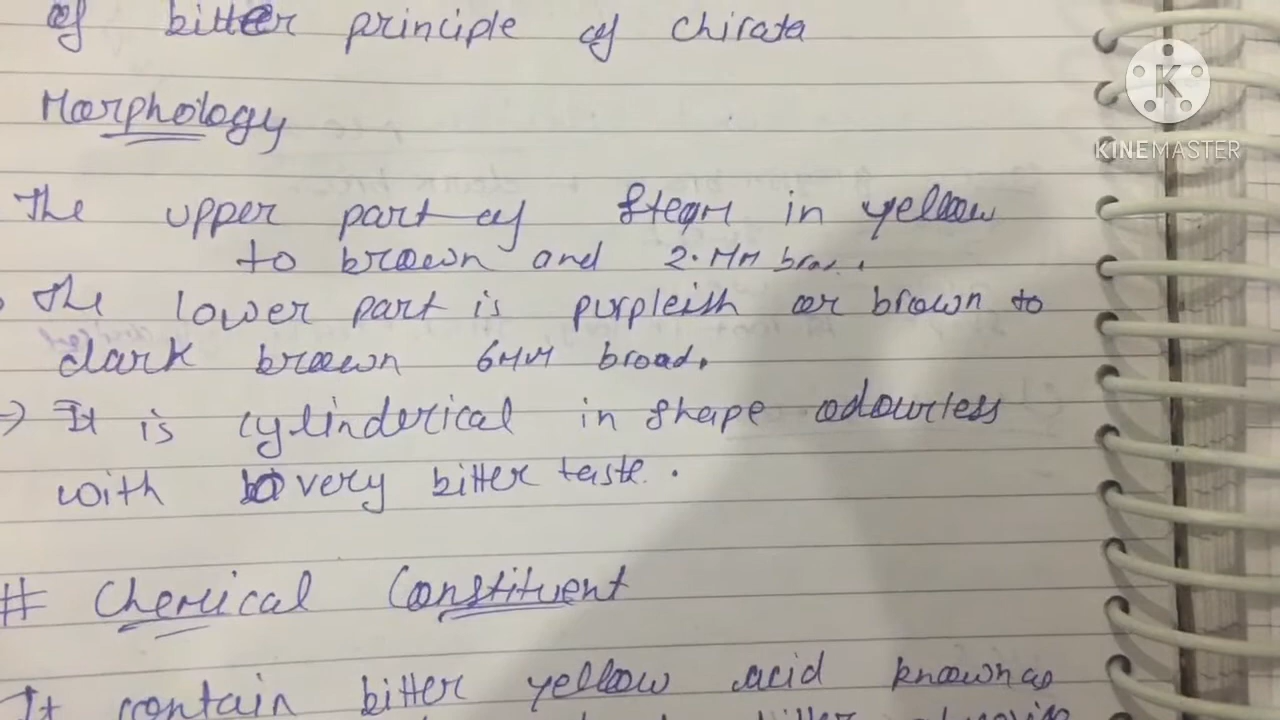 of bitter principle of Chirata
Morphology
The upper part of stem in yellow
to brown and 2.MM
The lower part is purpleish or brown to
dark brown 6MM broad.
→ It is cylinderical in shape odourless
with very bitter taste.
# Chemical Constituent
It contain bitter yellow acid known as
bitter
K
KINEMASTER